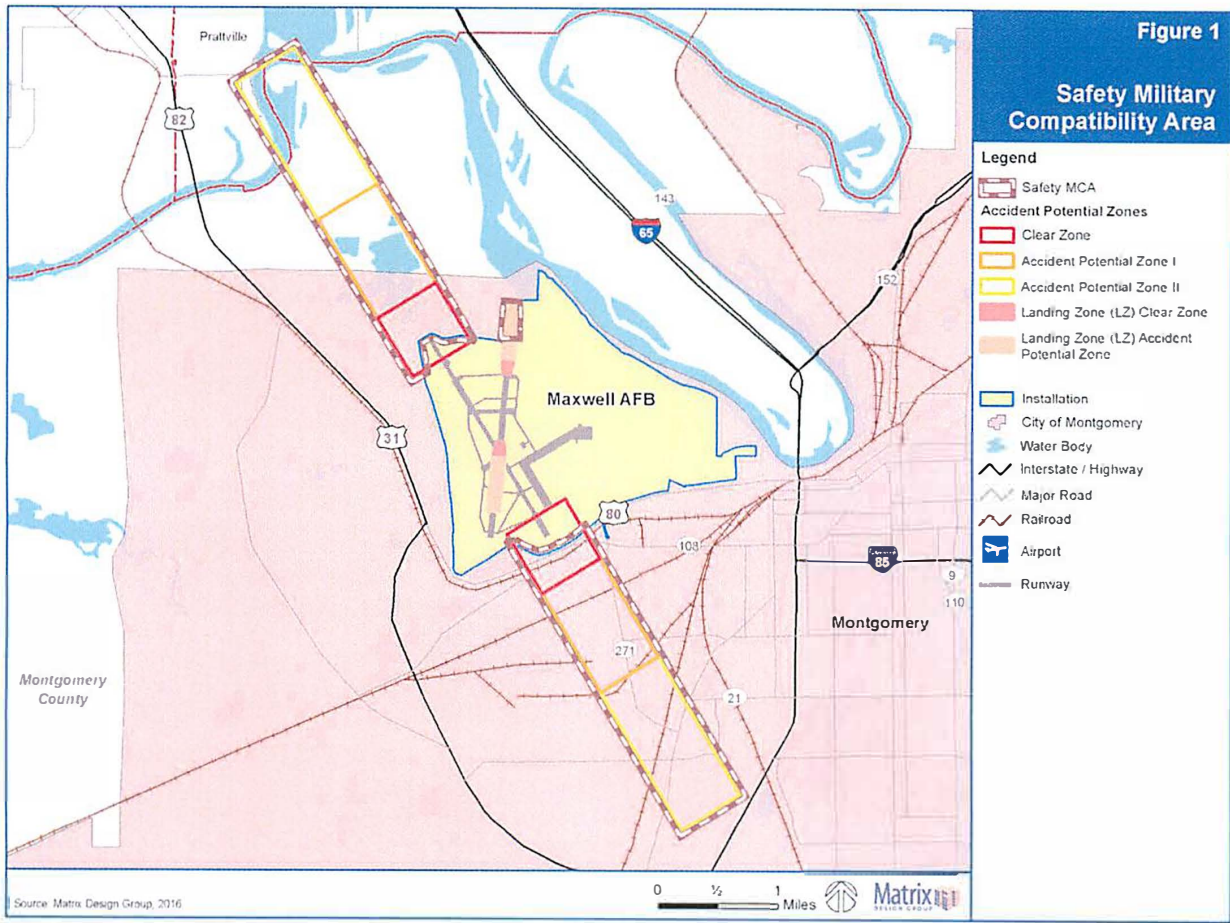 Figure 1
Safety Military
Compatibility Area
Legend
Safety MCA
Accident Potential Zones
Clear Zone
Accident Potential Zone I
Accident Potential Zone II
Landing Zone (LZ) Clear Zone
Landing Zone (LZ) Accident
Potential Zone
Installation
City of Montgomery
Water Body
Interstate / Highway
Major Road
Railroad
Airport
Runway
Prattville
82
143
65
152
Maxwell AFB
31
80
108
85
9
110
Montgomery
271
Montgomery
County
21
Source: Matrix Design Group, 2016
0 ½ 1
Miles
Matrix
DESIGN GROUP